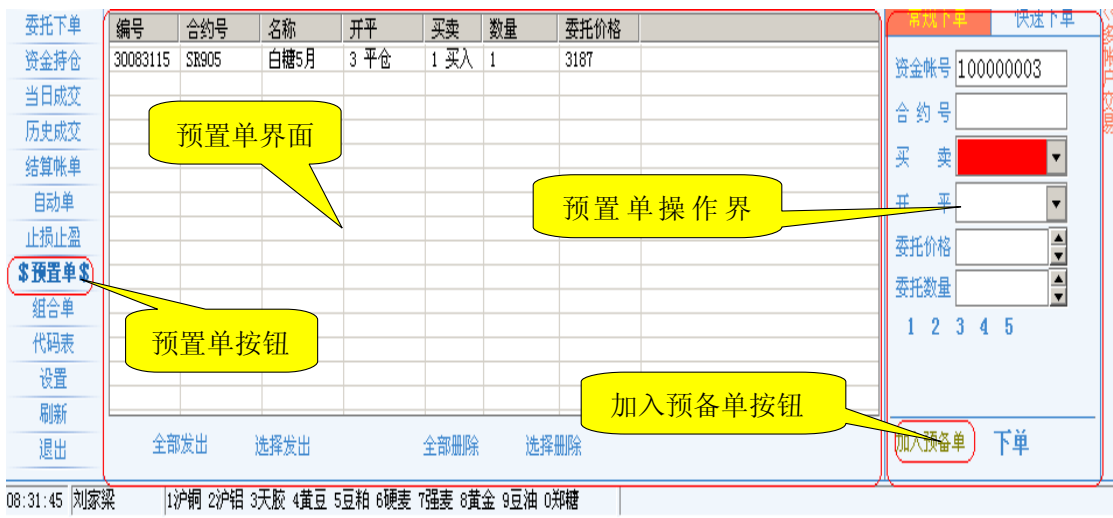 委托下单
资金持仓
当日成交
历史成交
结算帐单
自动单
止损止盈
$预置单$
组合单
代码表
设置
刷新
退出
编号 合约号 名称 开平 买卖 数量 委托价格
30083115 SR905 白糖5月 3 平仓 1 买入 1 3187
预置单界面
预置单操作界
预置单按钮
加入预备单按钮
全部发出 选择发出 全部删除 选择删除
常规下单 快速下单
资金帐号 100000003
合约号
买 卖
开 平
委托价格
委托数量
1 2 3 4 5
加入预备单 下单
08:31:45 刘家梁 1沪铜 2沪铝 3天胶 4黄豆 5豆粕 6硬麦 7强麦 8黄金 9豆油 0郑糖